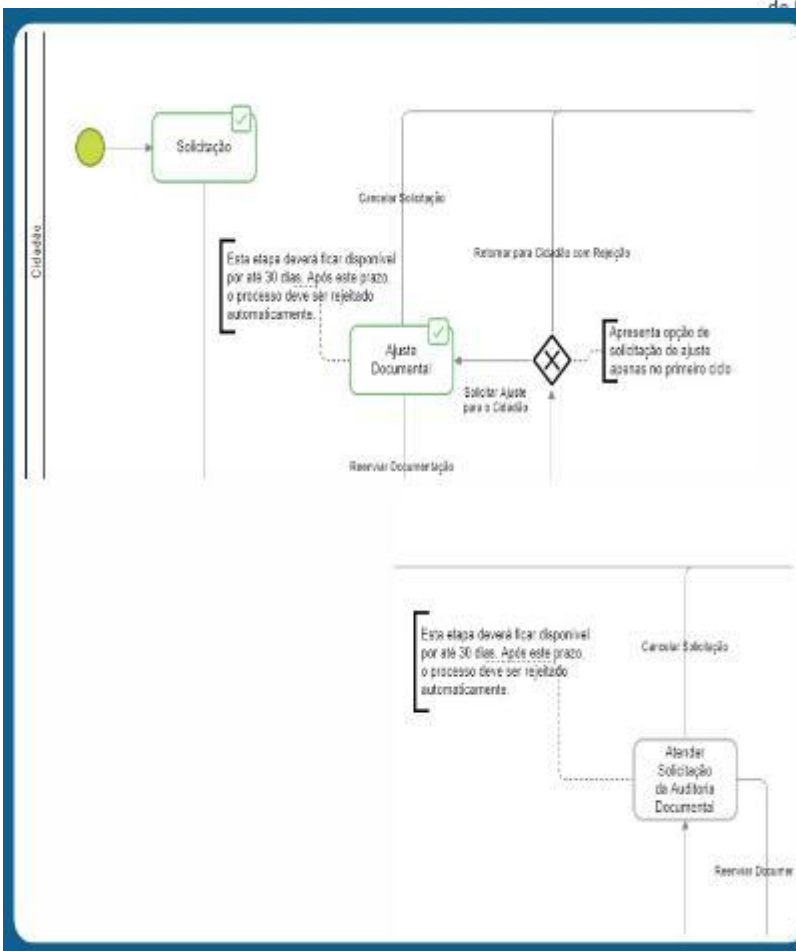 Cidadão
Solicitação
Cancelar Solicitação
Retornar para Cidadão com Rejeição
Esta etapa deverá ficar disponível
por até 30 dias. Após este prazo
o processo deve ser rejeitado
automaticamente.
Ajuste
Documental
Solicitar Ajuste
para o Cidadão
Apresenta opção de
solicitação de ajuste
apenas no primeiro ciclo
Reenviar Documentação
Esta etapa deverá ficar disponível
por até 30 dias. Após este prazo
o processo deve ser rejeitado
automaticamente.
Cancelar Solicitação
Atender
Solicitação
da Auditoria
Documental
Reenviar Documer